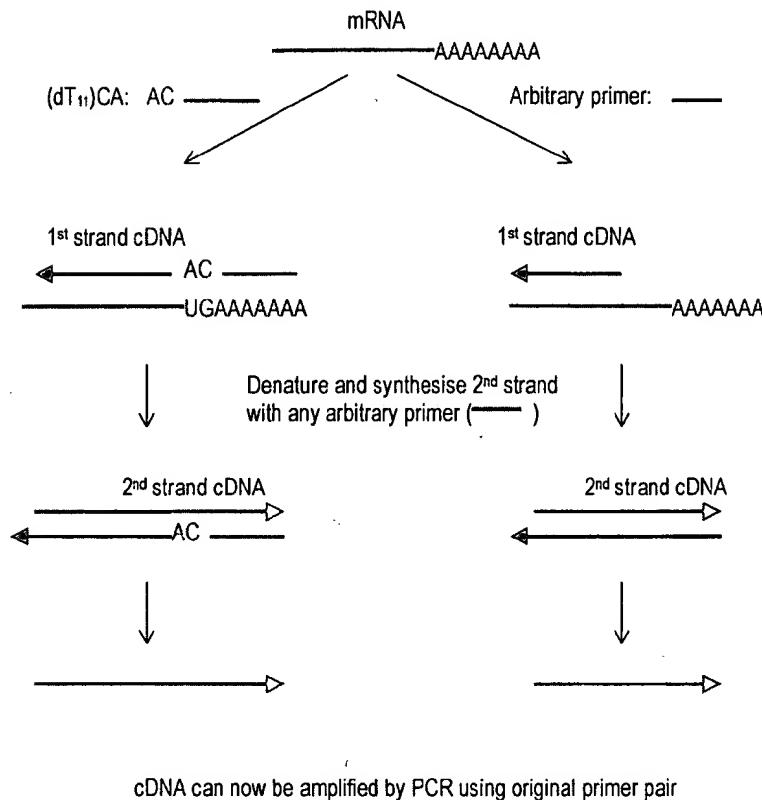 mRNA
AAAAAAAA
(dT₁₁)CA: AC
Arbitrary primer:
1st strand cDNA
1st strand cDNA
AC
UGAAAAAAA
AAAAAAA
Denature and synthesise 2nd strand
with any arbitrary primer ( )
2nd strand cDNA
2nd strand cDNA
AC
cDNA can now be amplified by PCR using original primer pair